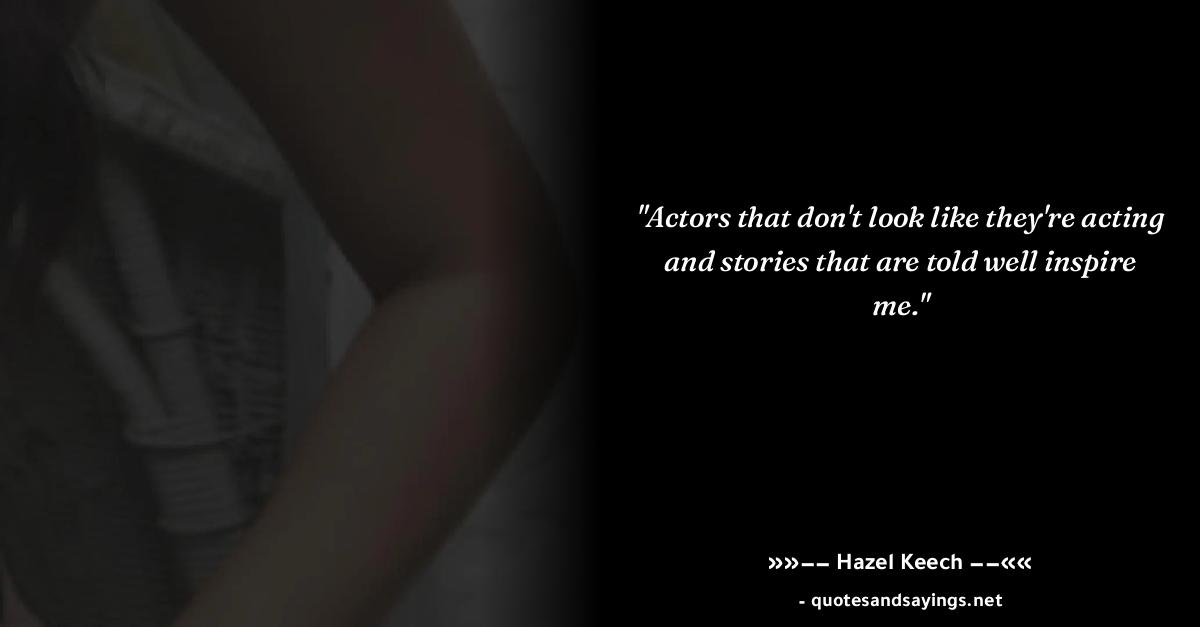 "Actors that don't look like they're acting
and stories that are told well inspire
me."
»»–– Hazel Keech ––««
- quotesandsayings.net